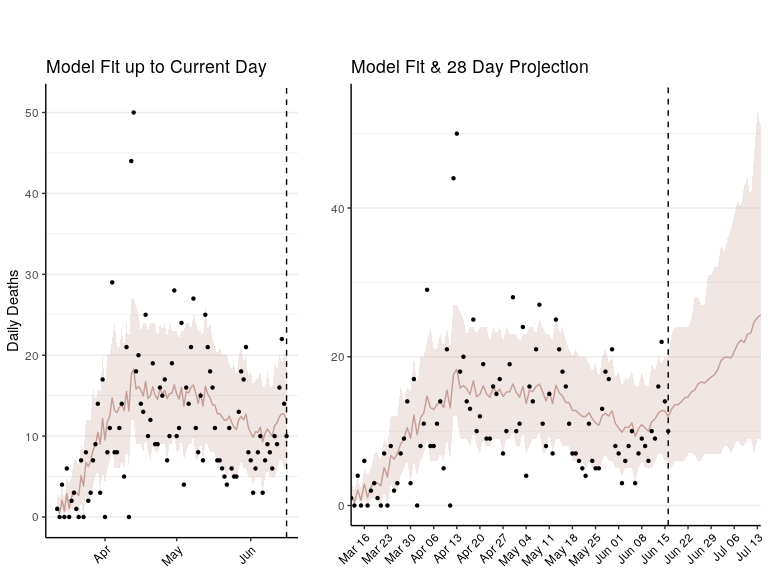 Model Fit up to Current Day
Daily Deaths
50
40
30
20
10
0
Apr
May
Jun
Model Fit & 28 Day Projection
40
20
0
Mar 16
Mar 23
Mar 30
Apr 06
Apr 13
Apr 20
Apr 27
May 04
May 11
May 18
May 25
Jun 01
Jun 08
Jun 15
Jun 22
Jun 29
Jul 06
Jul 13